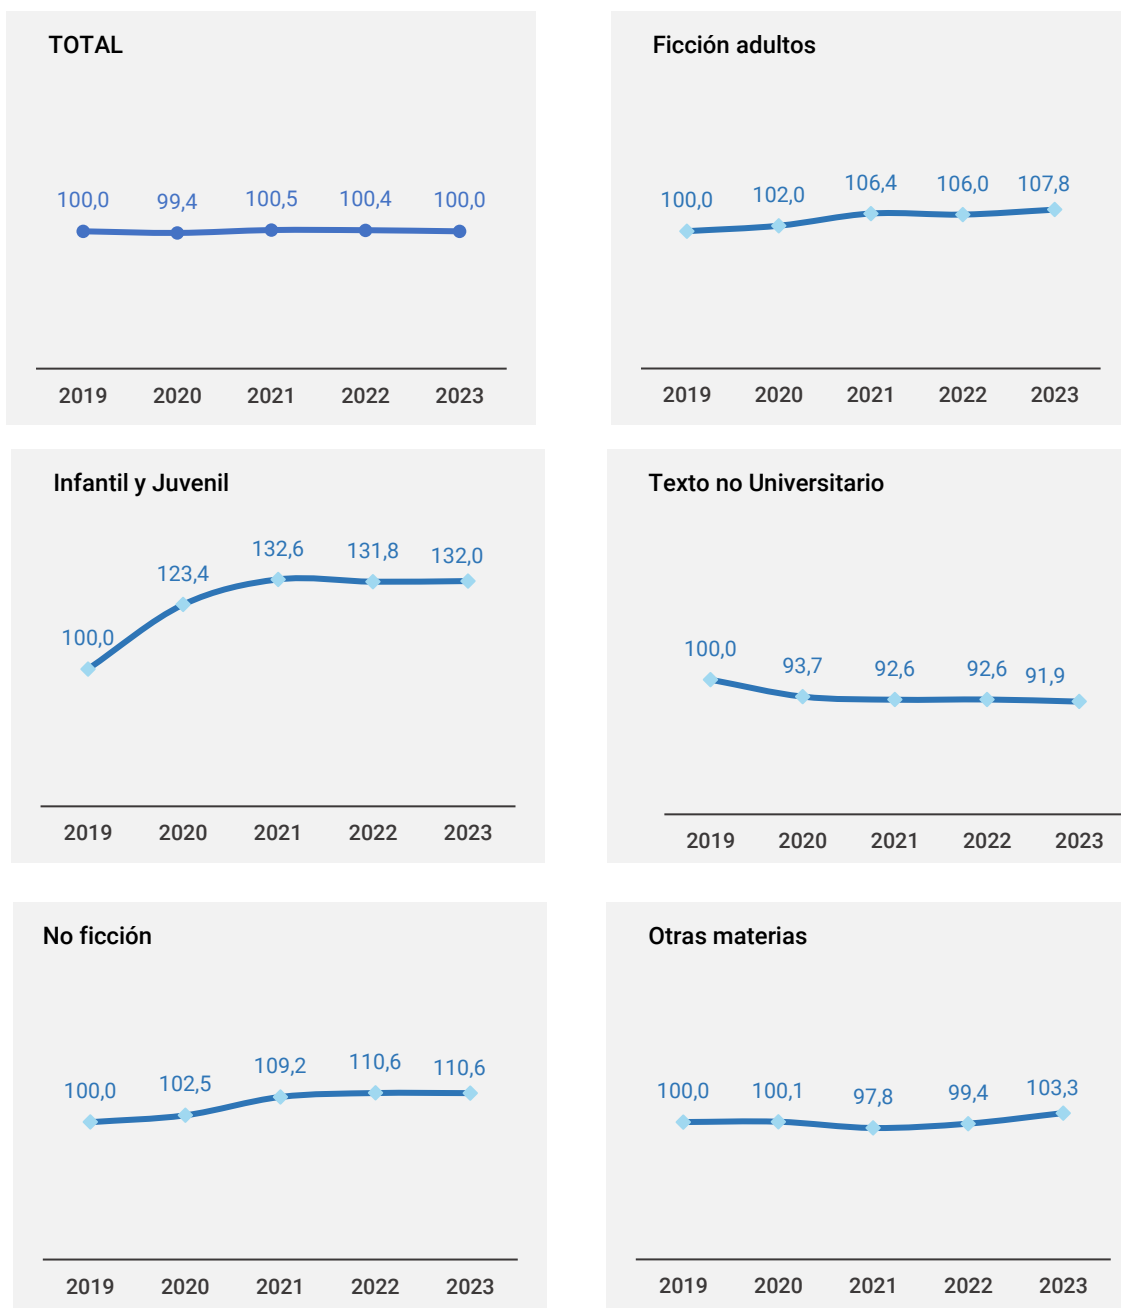 TOTAL
100,0 99,4 100,5 100,4 100,0
2019 2020 2021 2022 2023
Ficción adultos
100,0 102,0 106,4 106,0 107,8
2019 2020 2021 2022 2023
Infantil y Juvenil
100,0 123,4 132,6 131,8 132,0
2019 2020 2021 2022 2023
Texto no Universitario
100,0 93,7 92,6 92,6 91,9
2019 2020 2021 2022 2023
No ficción
100,0 102,5 109,2 110,6 110,6
2019 2020 2021 2022 2023
Otras materias
100,0 100,1 97,8 99,4 103,3
2019 2020 2021 2022 2023